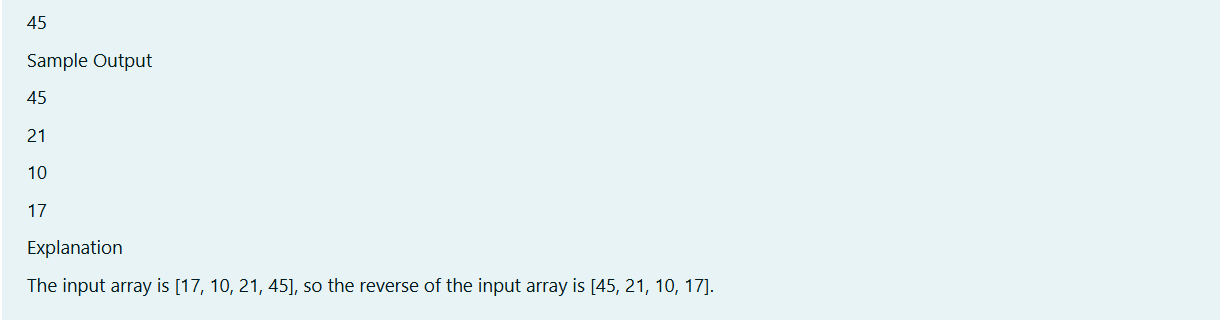 45
Sample Output
45
21
10
17
Explanation
The input array is [17, 10, 21, 45], so the reverse of the input array is [45, 21, 10, 17].